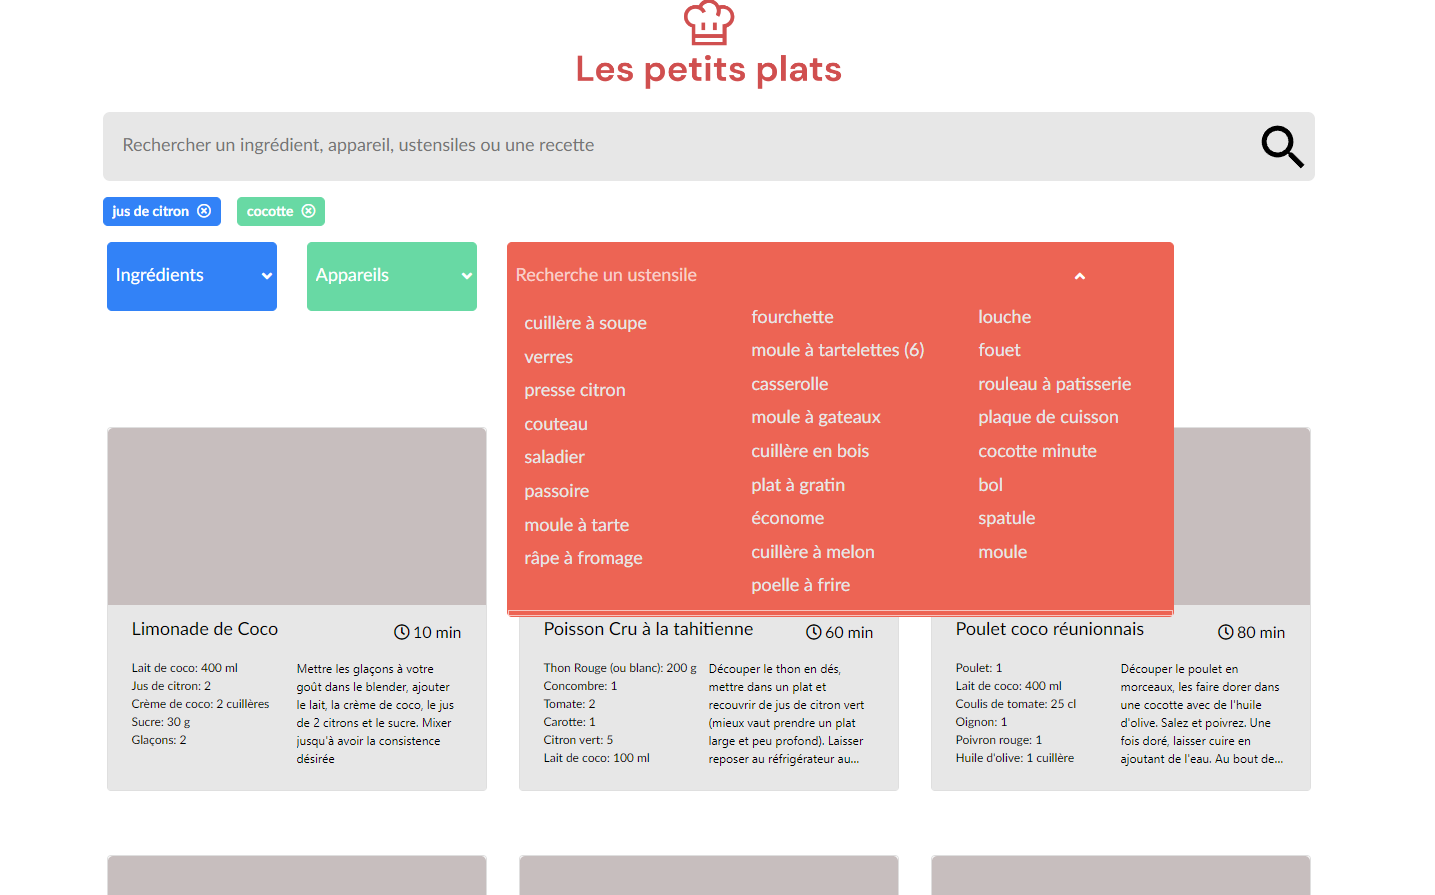 Les petits plats
Rechercher un ingrédient, appareil, ustensiles ou une recette
jus de citron
cocotte
Ingrédients
Appareils
Recherche un ustensile
cuillère à soupe
verres
presse citron
couteau
saladier
passoire
moule à tarte
râpe à fromage
fourchette
moule à tartelettes (6)
casserolle
moule à gateaux
cuillère en bois
plat à gratin
économe
cuillère à melon
poelle à frire
louche
fouet
rouleau à patisserie
plaque de cuisson
cocotte minute
bol
spatule
moule
Limonade de Coco
10 min
Lait de coco: 400 ml
Jus de citron: 2
Crème de coco: 2 cuillères
Sucre: 30 g
Glaçons: 2
Mettre les glaçons à votre
goût dans le blender, ajouter
le lait, la crème de coco, le jus
de 2 citrons et le sucre. Mixer
jusqu'à avoir la consistence
désirée
Poisson Cru à la tahitienne
60 min
Thon Rouge (ou blanc): 200 g
Concombre: 1
Tomate: 2
Carotte: 1
Citron vert: 5
Lait de coco: 100 ml
Découper le thon en dés,
mettre dans un plat et
recouvrir de jus de citron vert
(mieux vaut prendre un plat
large et peu profond). Laisser
reposer au réfrigérateur au...
Poulet coco réunionnais
80 min
Poulet: 1
Lait de coco: 400 ml
Coulis de tomate: 25 cl
Oignon: 1
Poivron rouge: 1
Huile d'olive: 1 cuillère
Découper le poulet en
morceaux, les faire dorer dans
une cocotte avec de l'huile
d'olive. Salez et poivrez. Une
fois doré, laisser cuire en
ajoutant de l'eau. Au bout de...